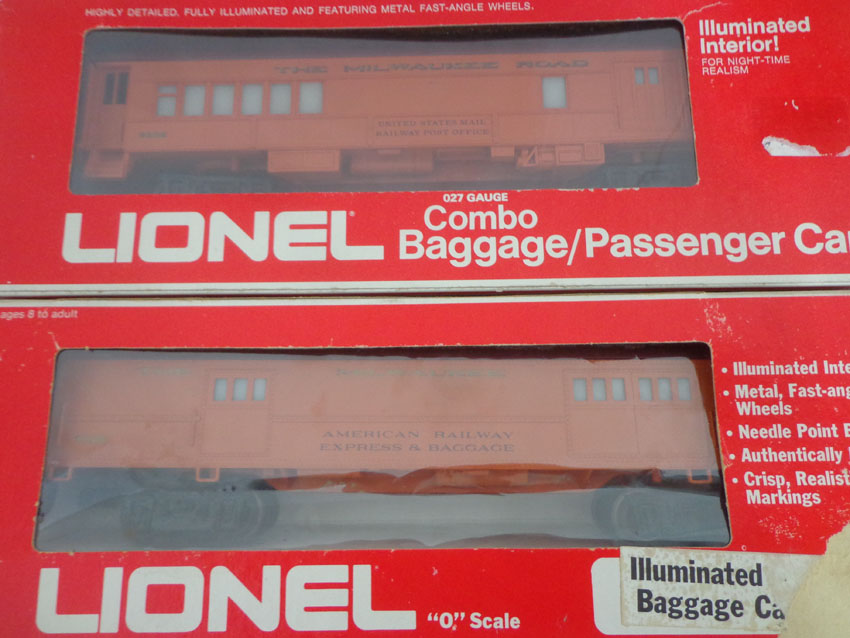 HIGHLY DETAILED. FULLY ILLUMINATED AND FEATURING METAL FAST-ANGLE WHEELS.
Illuminated
Interior!
FOR NIGHT-TIME
REALISM
THE MILWAUKEE ROAD
UNITED STATES MAIL
RAILWAY POST OFFICE
027 GAUGE
LIONEL
Combo
Baggage/Passenger Ca
ages 8 to adult
AMERICAN RAILWAY
EXPRESS & BAGGAGE
• Illuminated Inte
• Metal, Fast-ang
Wheels
• Needle Point B
• Authentically
• Crisp, Realist
Markings
LIONEL
"O" Scale
Illuminated
Baggage Ca